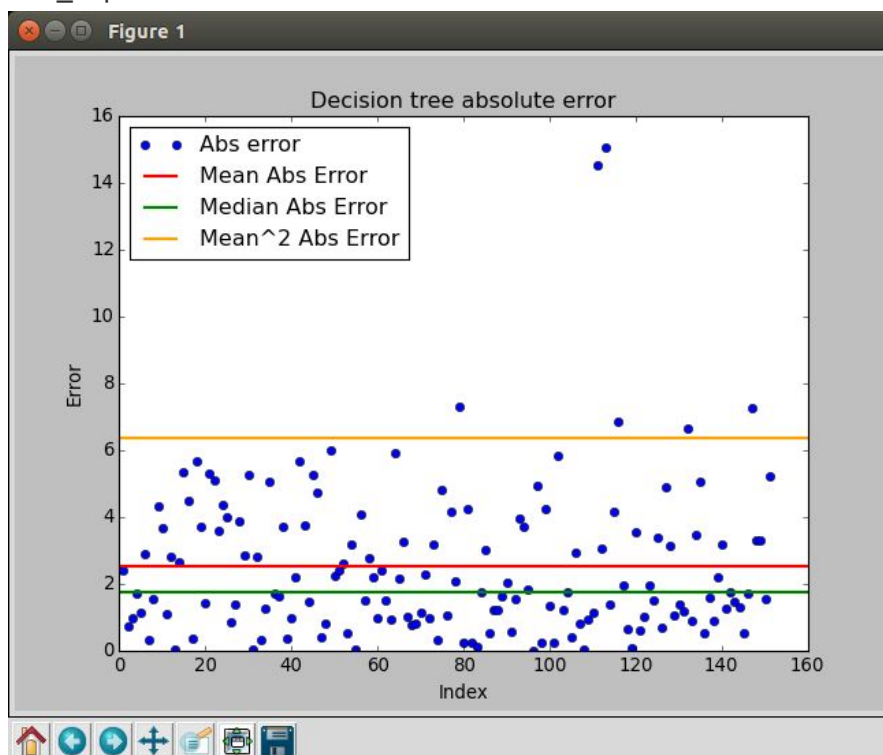 Figure 1
Decision tree absolute error
Abs error
Mean Abs Error
Median Abs Error
Mean^2 Abs Error
16
14
12
10
8
6
4
2
0
Error
0 20 40 60 80 100 120 140 160
Index